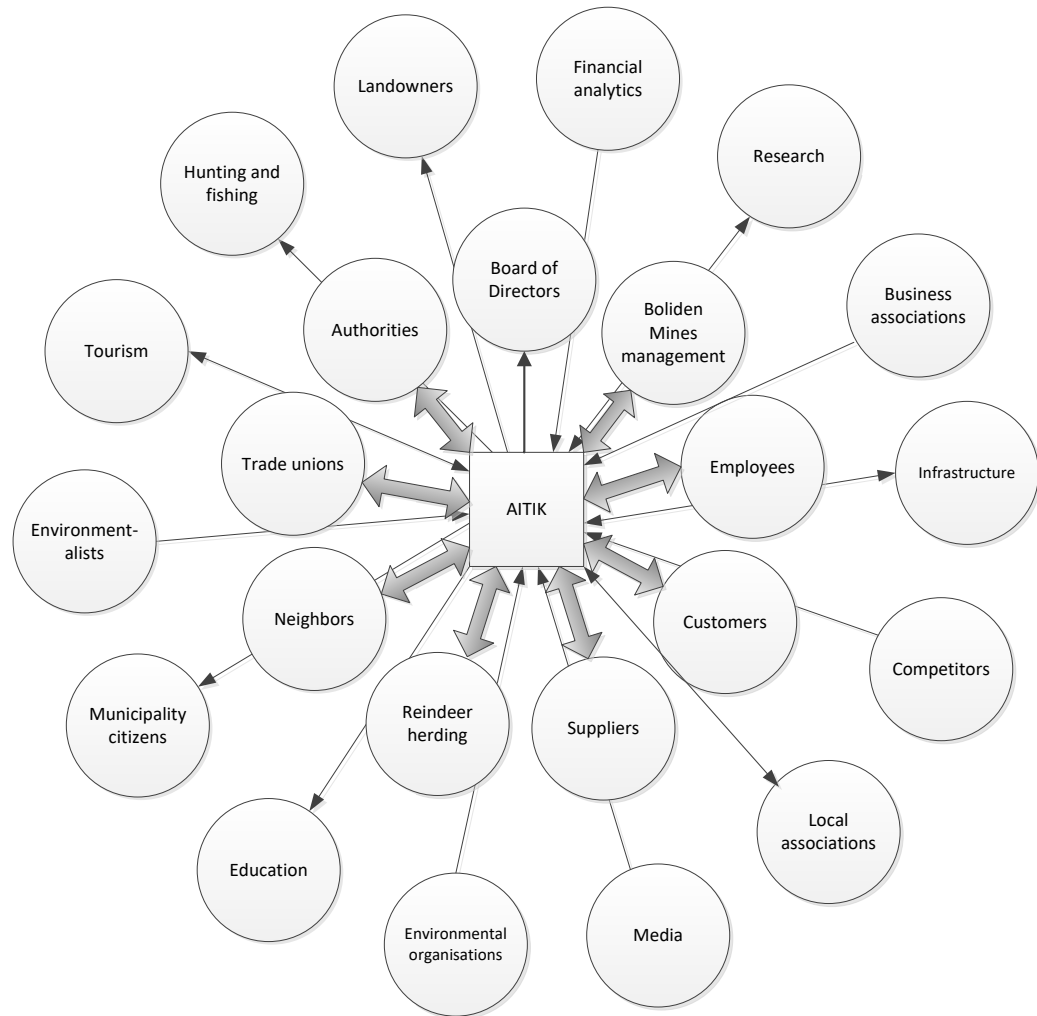 Landowners
Financial
analytics
Research
Hunting and
fishing
Board of
Directors
Boliden
Mines
management
Business
associations
Authorities
Tourism
Trade unions
Employees
Infrastructure
AITIK
Environment-
alists
Neighbors
Customers
Competitors
Municipality
citizens
Reindeer
herding
Suppliers
Local
associations
Education
Environmental
organisations
Media